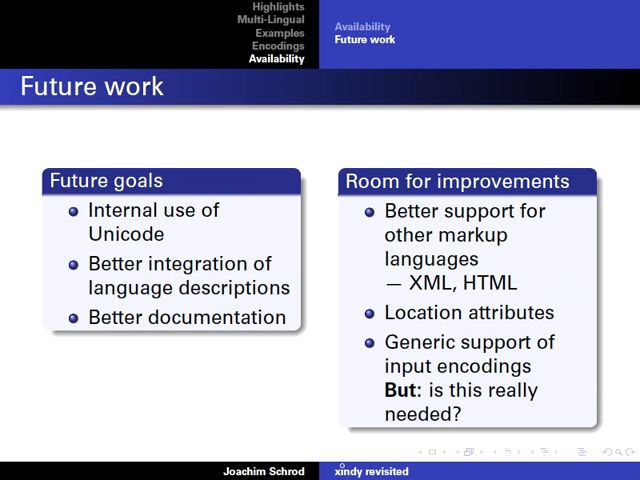 Highlights
Multi-Lingual
Examples
Encodings
Availability
Availability
Future work
Future work
Future goals
Internal use of
Unicode
Better integration of
language descriptions
Better documentation
Room for improvements
Better support for
other markup
languages
— XML, HTML
Location attributes
Generic support of
input encodings
But: is this really
needed?
Joachim Schrod
xindy revisited